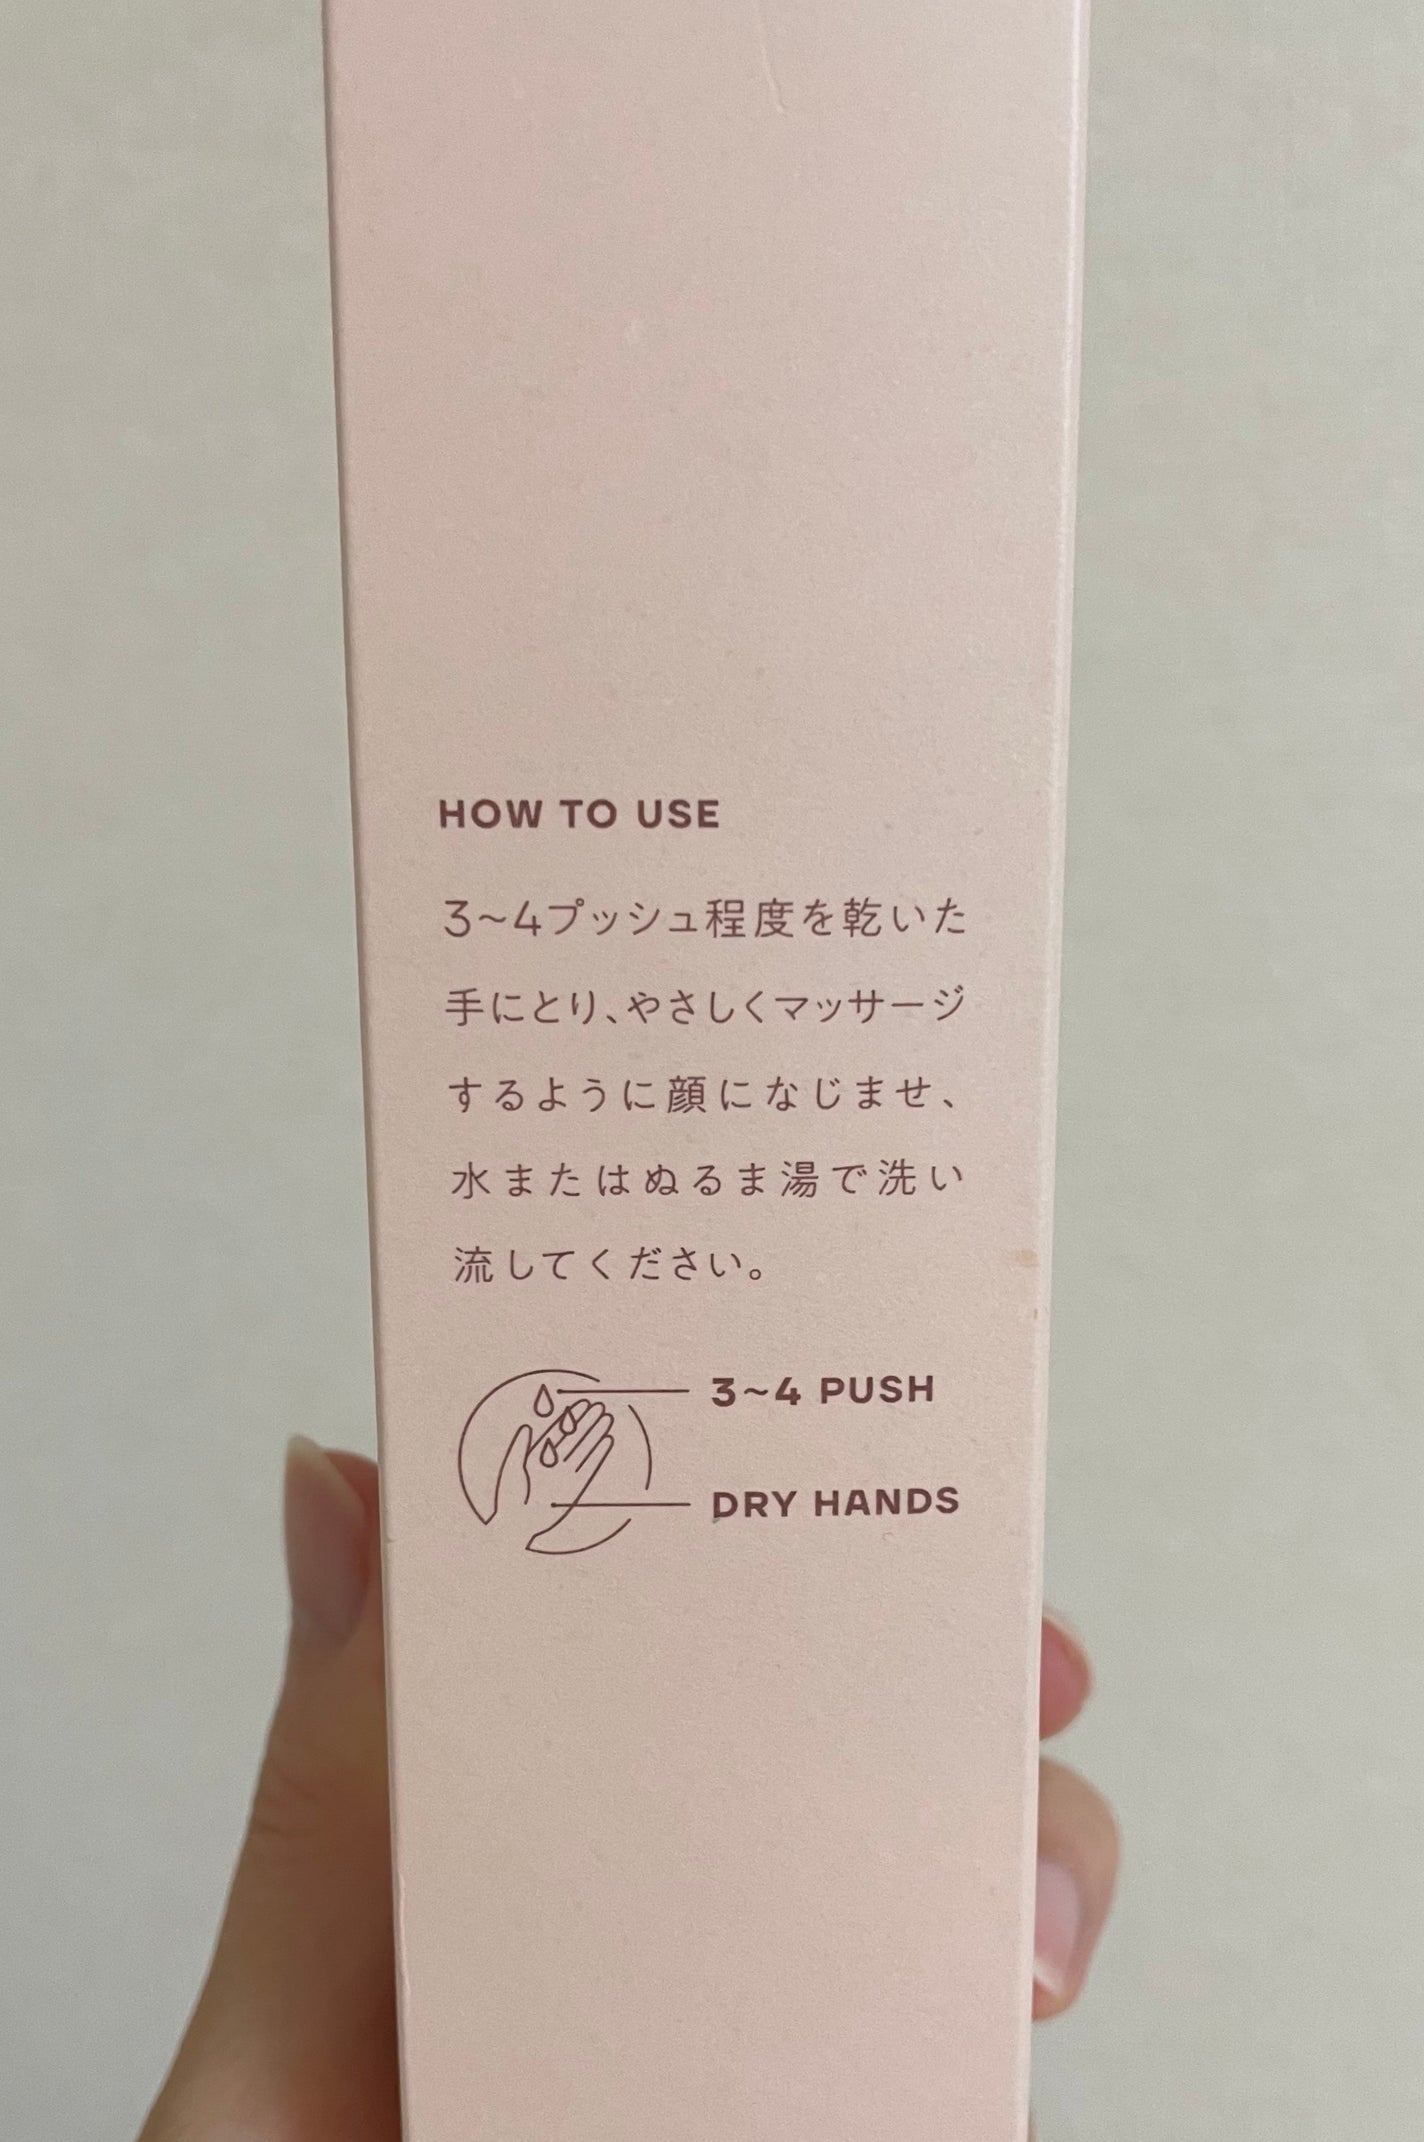 HOW TO USE
3~4プッシュ程度を乾いた
手にとり、やさしくマッサージ
するように顔になじませ、
水またはぬるま湯で洗い
流してください。
3~4 PUSH
DRY HANDS